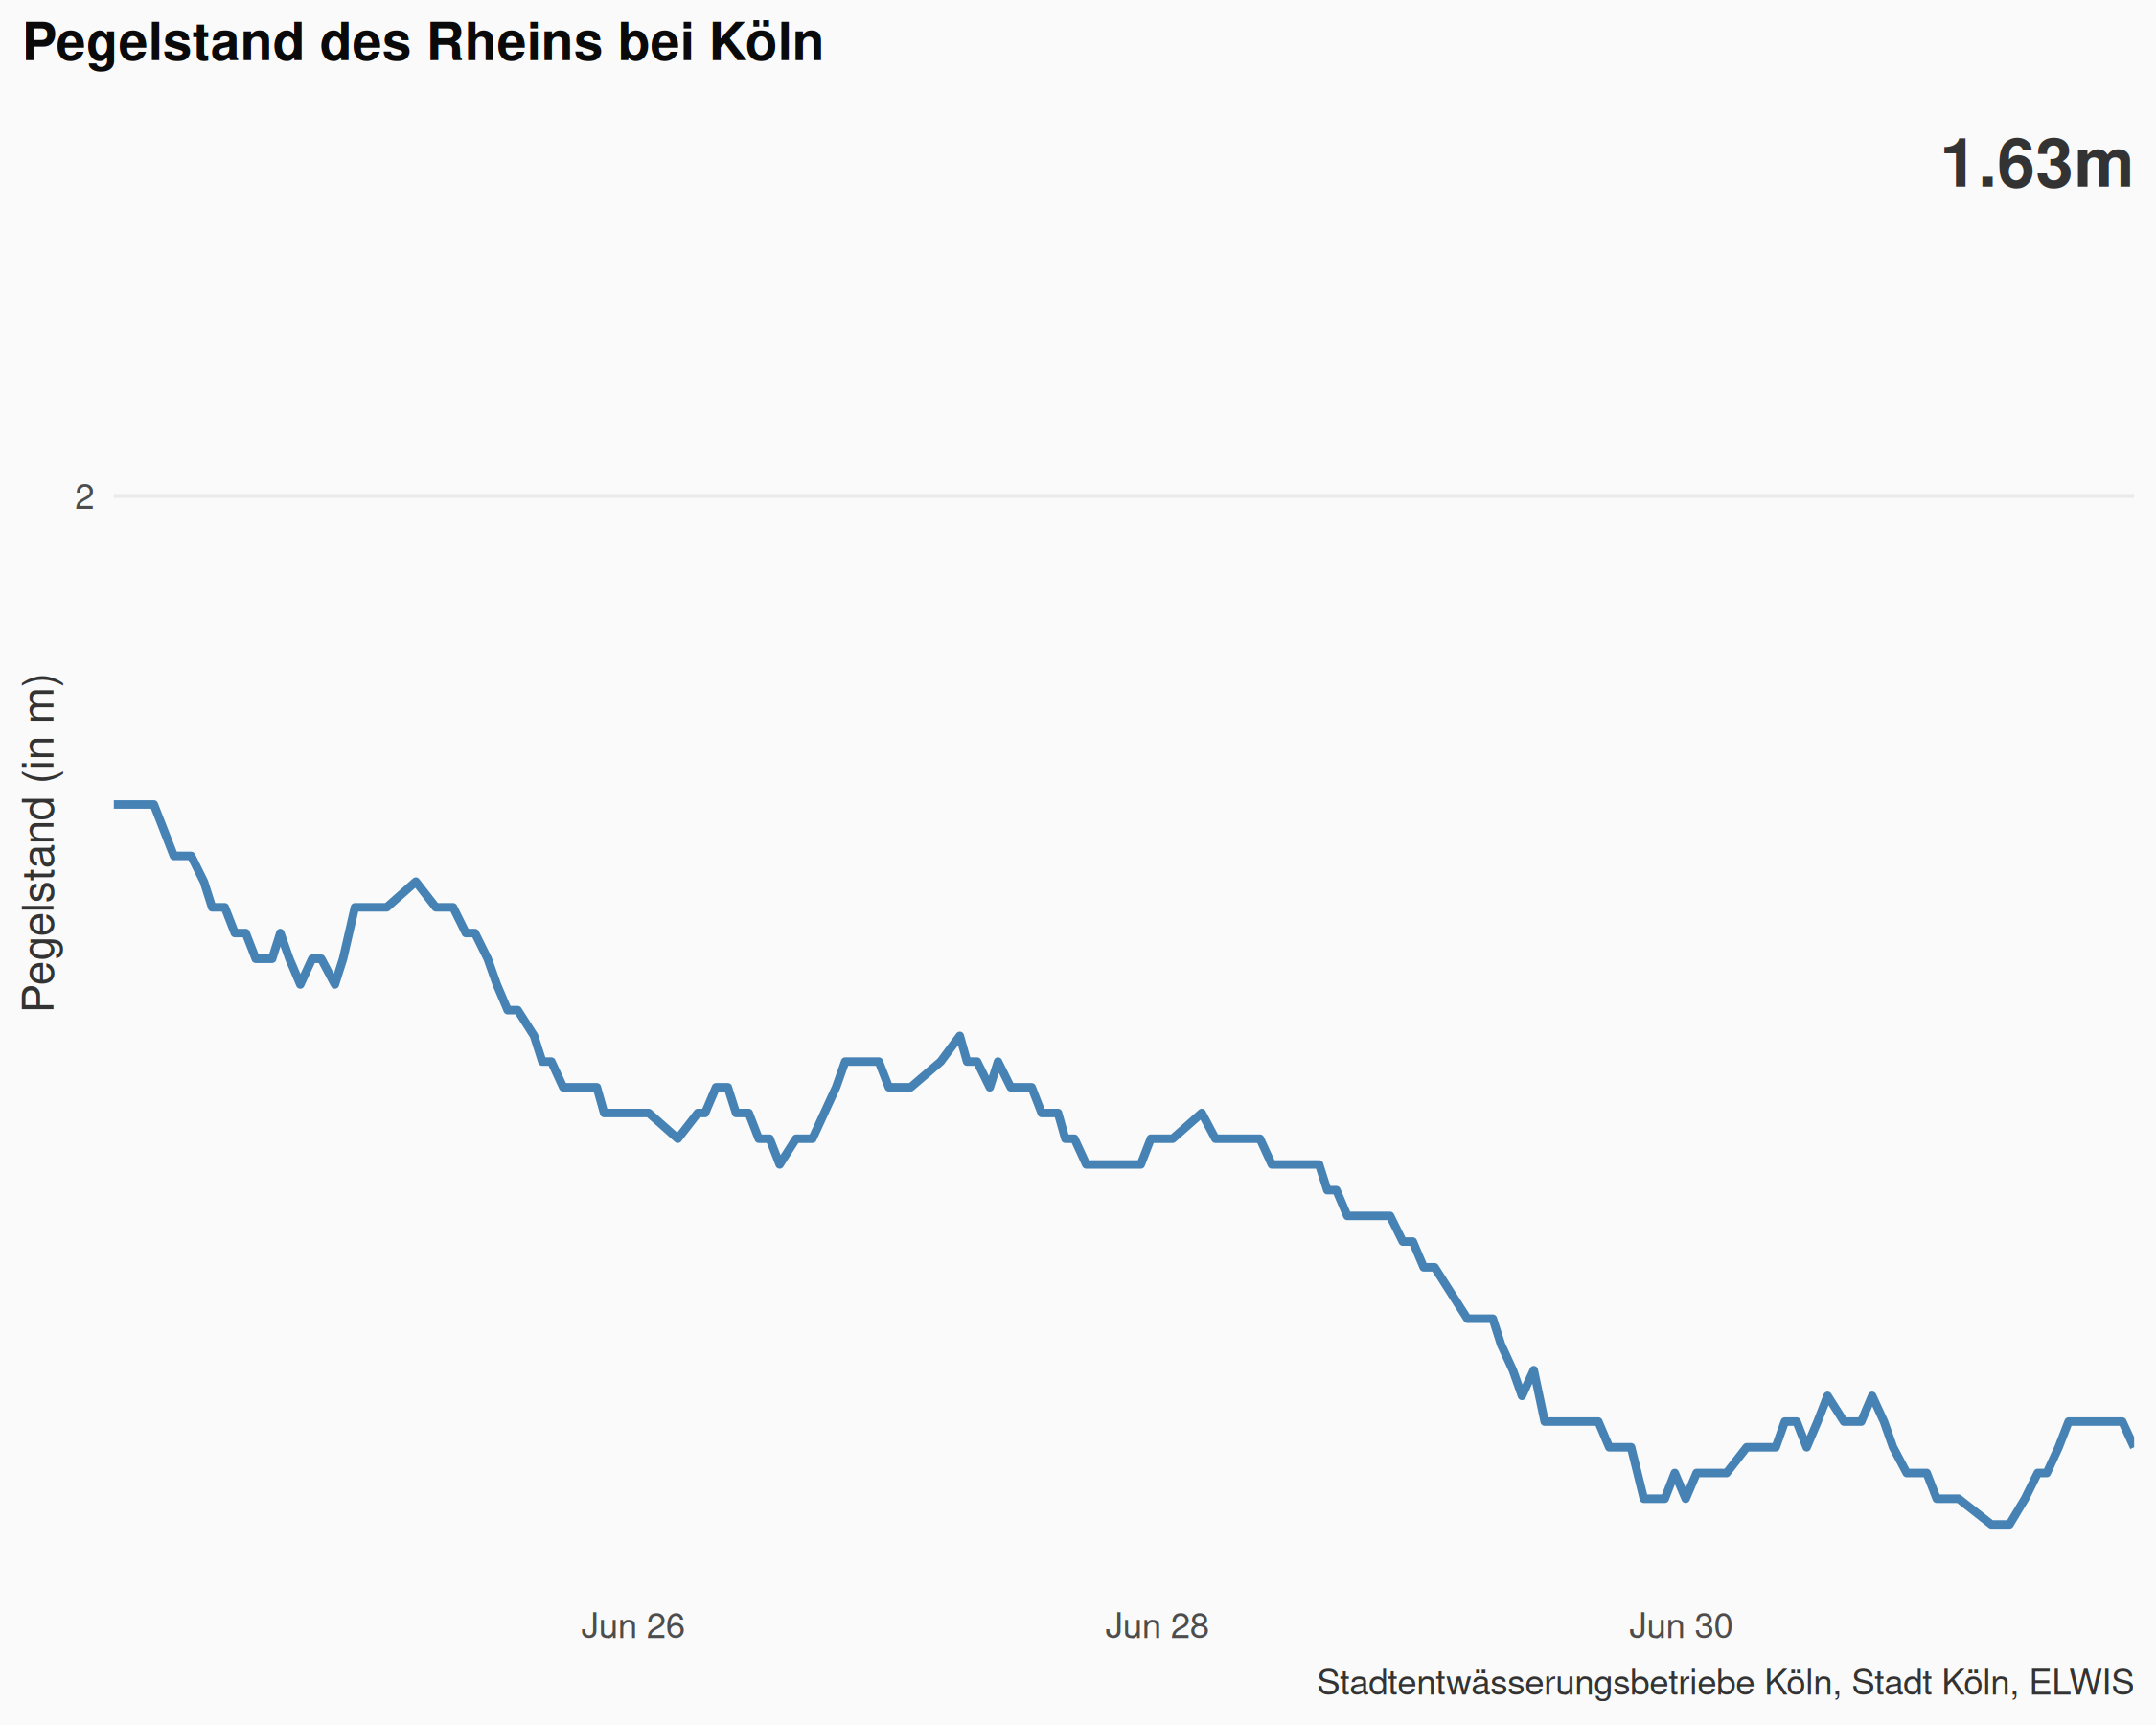 Pegelstand des Rheins bei Köln
1.63m
2
Pegelstand (in m)
Jun 26
Jun 28
Jun 30
Stadtentwässerungsbetriebe Köln, Stadt Köln, ELWIS